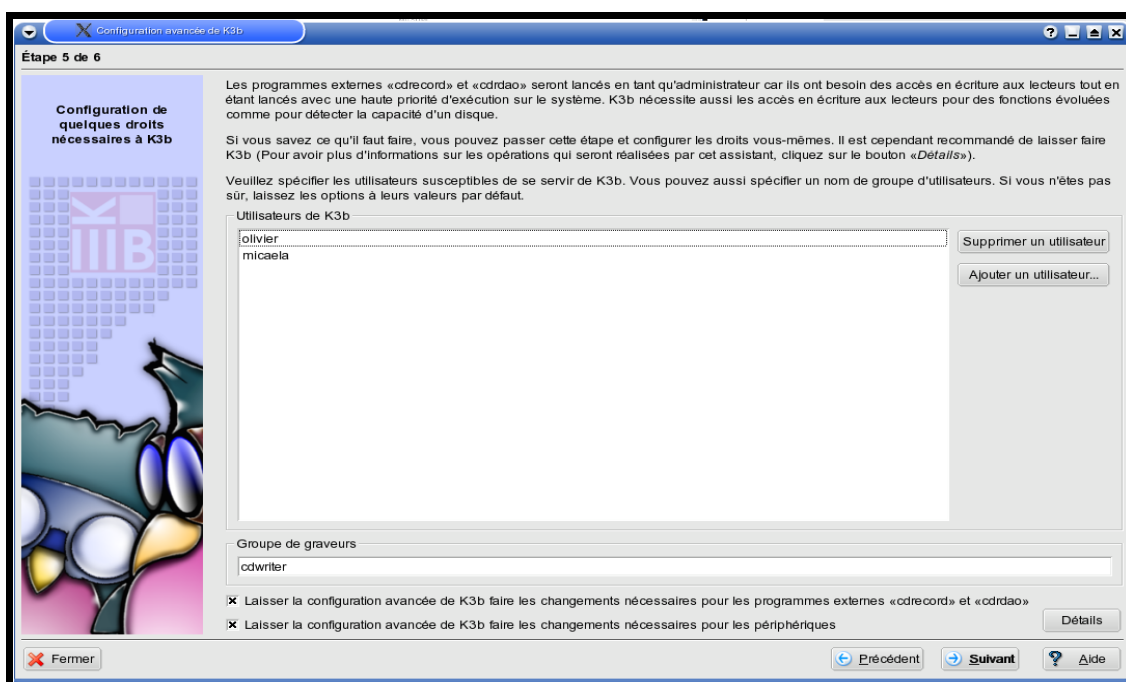 Configuration avancée de K3b
Étape 5 de 6
Configuration de
quelques droits
nécessaires à K3b
K
IIIB
Les programmes externes «cdrecord» et «cdrdao» seront lancés en tant qu'administrateur car ils ont besoin des accès en écriture aux lecteurs tout en
étant lancés avec une haute priorité d'exécution sur le système. K3b nécessite aussi les accès en écriture aux lecteurs pour des fonctions évoluées
comme pour détecter la capacité d'un disque.
Si vous savez ce qu'il faut faire, vous pouvez passer cette étape et configurer les droits vous-mêmes. Il est cependant recommandé de laisser faire
K3b (Pour avoir plus d'informations sur les opérations qui seront réalisées par cet assistant, cliquez sur le bouton «Détails»).
Veuillez spécifier les utilisateurs susceptibles de se servir de K3b. Vous pouvez aussi spécifier un nom de groupe d'utilisateurs. Si vous n'êtes pas
sûr, laissez les options à leurs valeurs par défaut.
Utilisateurs de K3b
olivier
micaela
Supprimer un utilisateur
Ajouter un utilisateur...
Groupe de graveurs
cdwriter
Laisser la configuration avancée de K3b faire les changements nécessaires pour les programmes externes «cdrecord» et «cdrdao»
Laisser la configuration avancée de K3b faire les changements nécessaires pour les périphériques
Détails
Fermer
Précédent
Suivant
Aide